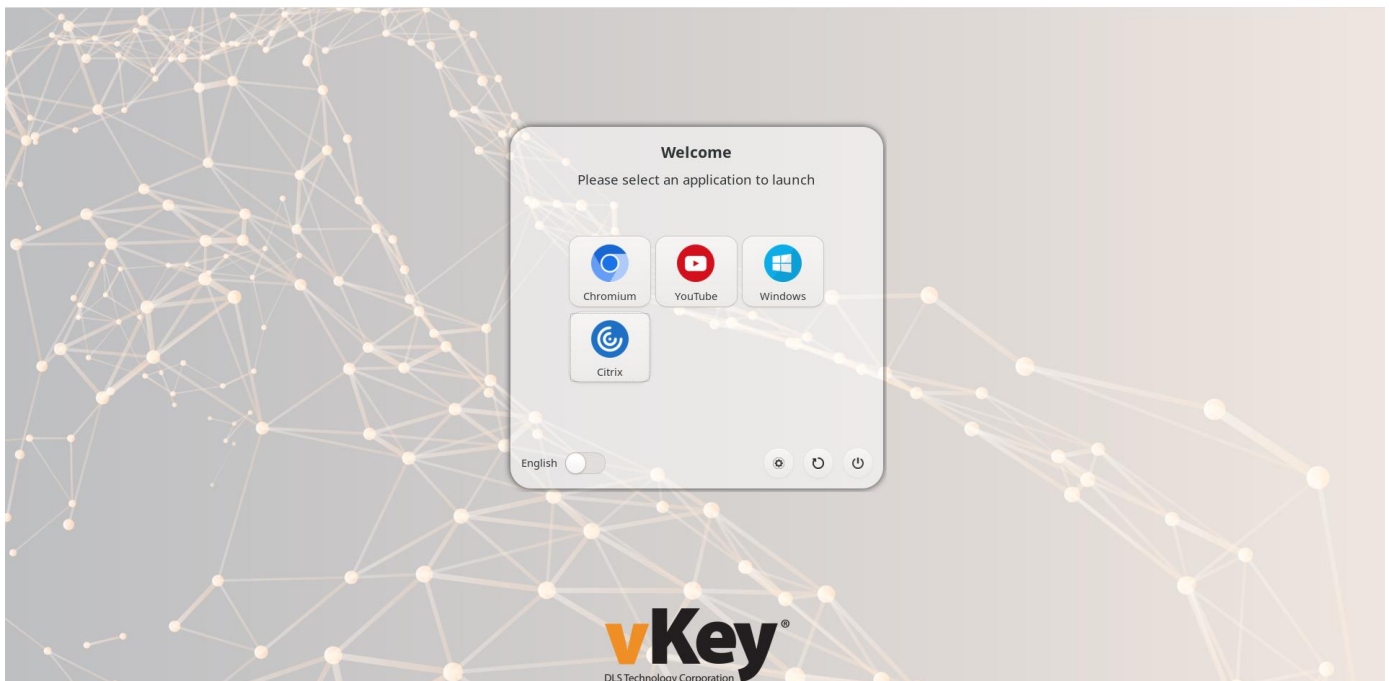 Welcome
Please select an application to launch
Chromium YouTube Windows
Citrix
English
vKey®
DLS Technology Corporation